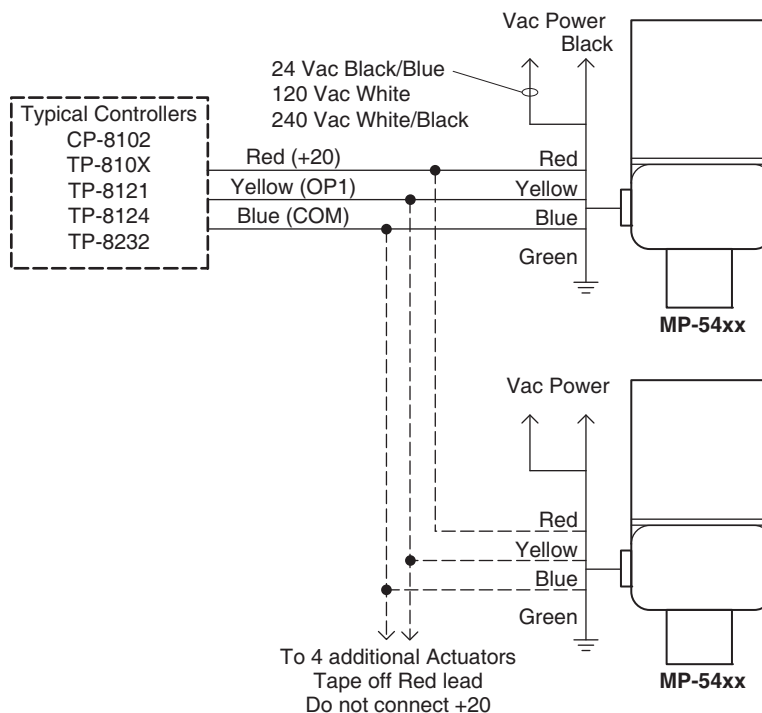 Vac Power
Black
24 Vac Black/Blue
120 Vac White
240 Vac White/Black
Typical Controllers
CP-8102
TP-810X
TP-8121
TP-8124
TP-8232
Red (+20)
Yellow (OP1)
Blue (COM)
Red
Yellow
Blue
Green
MP-54xx
Vac Power
Red
Yellow
Blue
Green
MP-54xx
To 4 additional Actuators
Tape off Red lead
Do not connect +20